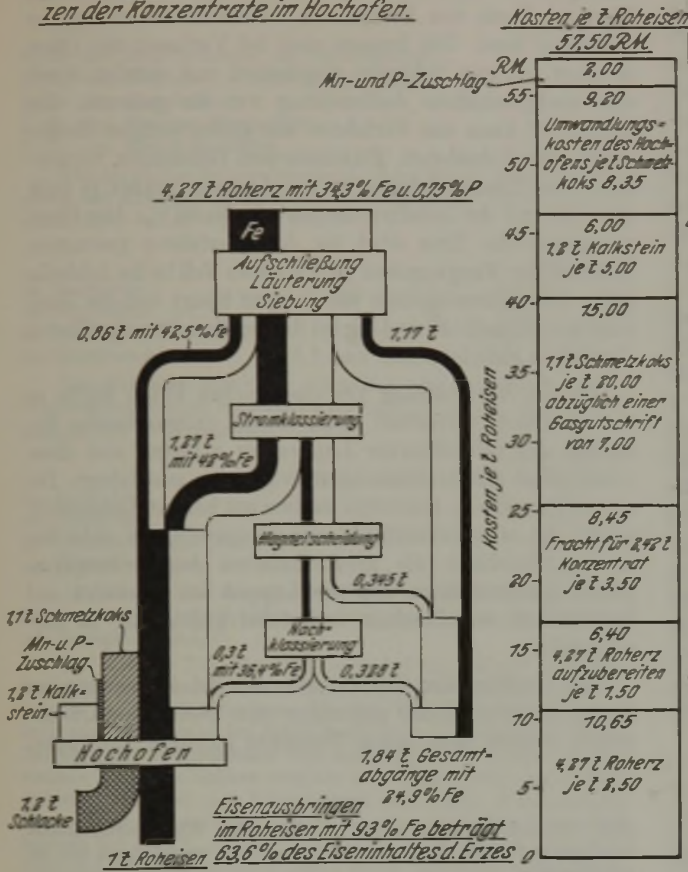 zen der Konzentrate im Hochofen.
Kosten je t Roheisen
57,50 RM
RM
Mn- und P-Zuschlag
2,00
55
9,20
Umwandlungs-
kosten des Hoch-
ofens je t Schmelz-
koks 8,35
50
4,27 t Roherz mit 34,3% Fe u. 0,75% P
Fe
45
6,00
1,2 t Kalkstein
je t 5,00
Aufschließung
Läuterung
Siebung
40
15,00
1,1 t Schmelzkoks
je t 20,00
abzüglich einer
Gasgutschrift
von 7,00
0,86 t mit 42,5% Fe
1,17 t
35
Kosten je t Roheisen
Stromklassierung
30
1,27 t
mit 42% Fe
25
8,45
Fracht für 2,42 t
Konzentrat
je t 3,50
Magnetscheidung
20
0,345 t
1,1 t Schmelzkoks
Mn- u. P-
Zuschlag
1,2 t Kalk-
stein
Nach-
klassierung
0,3 t
mit 36,4% Fe
0,328 t
15
6,40
4,27 t Roherz
aufzubereiten
je t 1,50
10
10,65
4,27 t Roherz
je t 2,50
Hochofen
1,84 t Gesamt-
abgänge mit
24,9% Fe
5
1,2 t
Schlacke
Eisenausbringen
im Roheisen mit 93% Fe beträgt
63,6% des Eiseninhaltes d. Erzes
1 t Roheisen
0